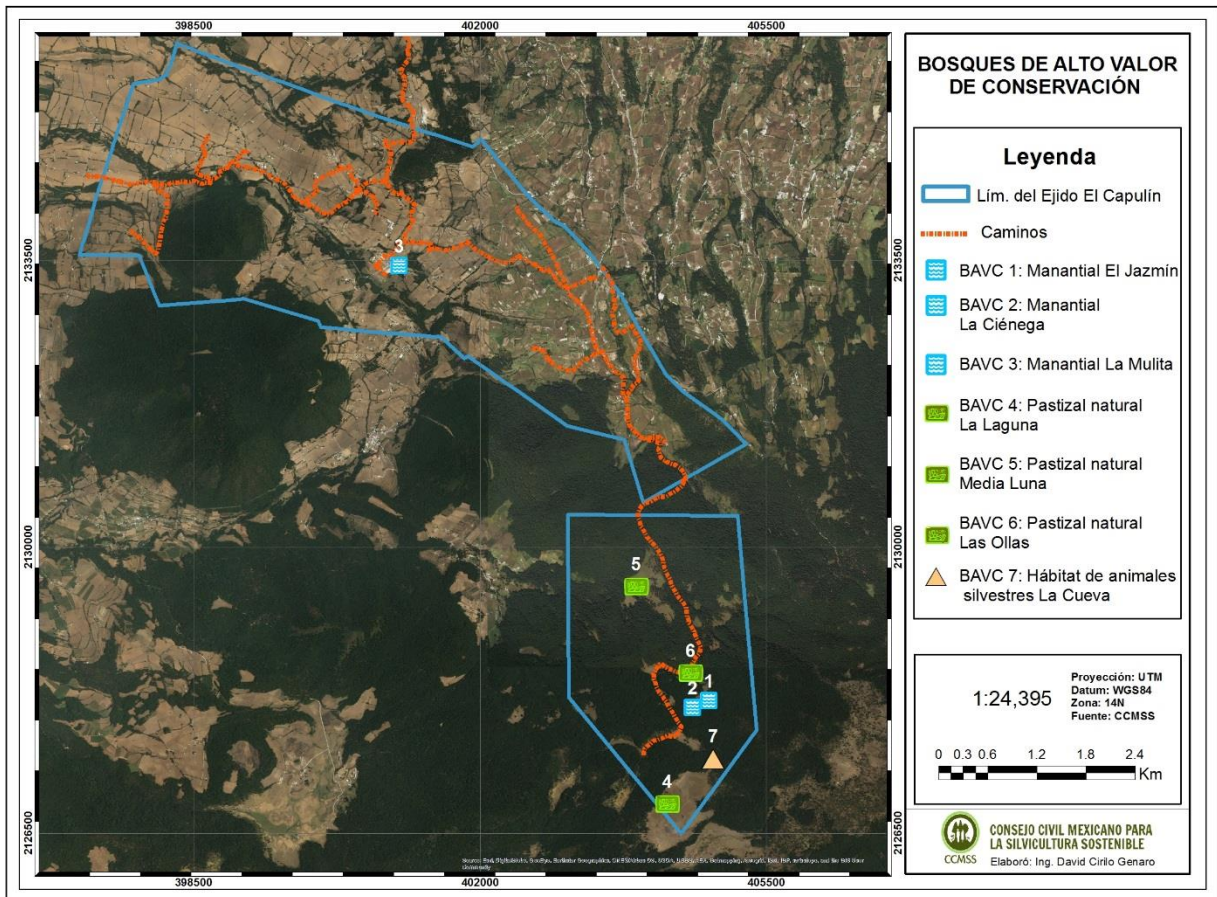 398500
402000
405500
2133500
2133500
2130000
2130000
2126500
2126500
398500
402000
405500
3
5
6
1
2
7
4
BOSQUES DE ALTO VALOR
DE CONSERVACIÓN
Leyenda
Lím. del Ejido El Capulín
Caminos
BAVC 1: Manantial El Jazmín
BAVC 2: Manantial
La Ciénega
BAVC 3: Manantial La Mulita
BAVC 4: Pastizal natural
La Laguna
BAVC 5: Pastizal natural
Media Luna
BAVC 6: Pastizal natural
Las Ollas
BAVC 7: Hábitat de animales
silvestres La Cueva
1:24,395
Proyección: UTM
Datum: WGS84
Zona: 14N
Fuente: CCMSS
0 0.3 0.6 1.2 1.8 2.4
Km
CCMSS
CONSEJO CIVIL MEXICANO PARA
LA SILVICULTURA SOSTENIBLE
Elaboró: Ing. David Cirilo Genaro